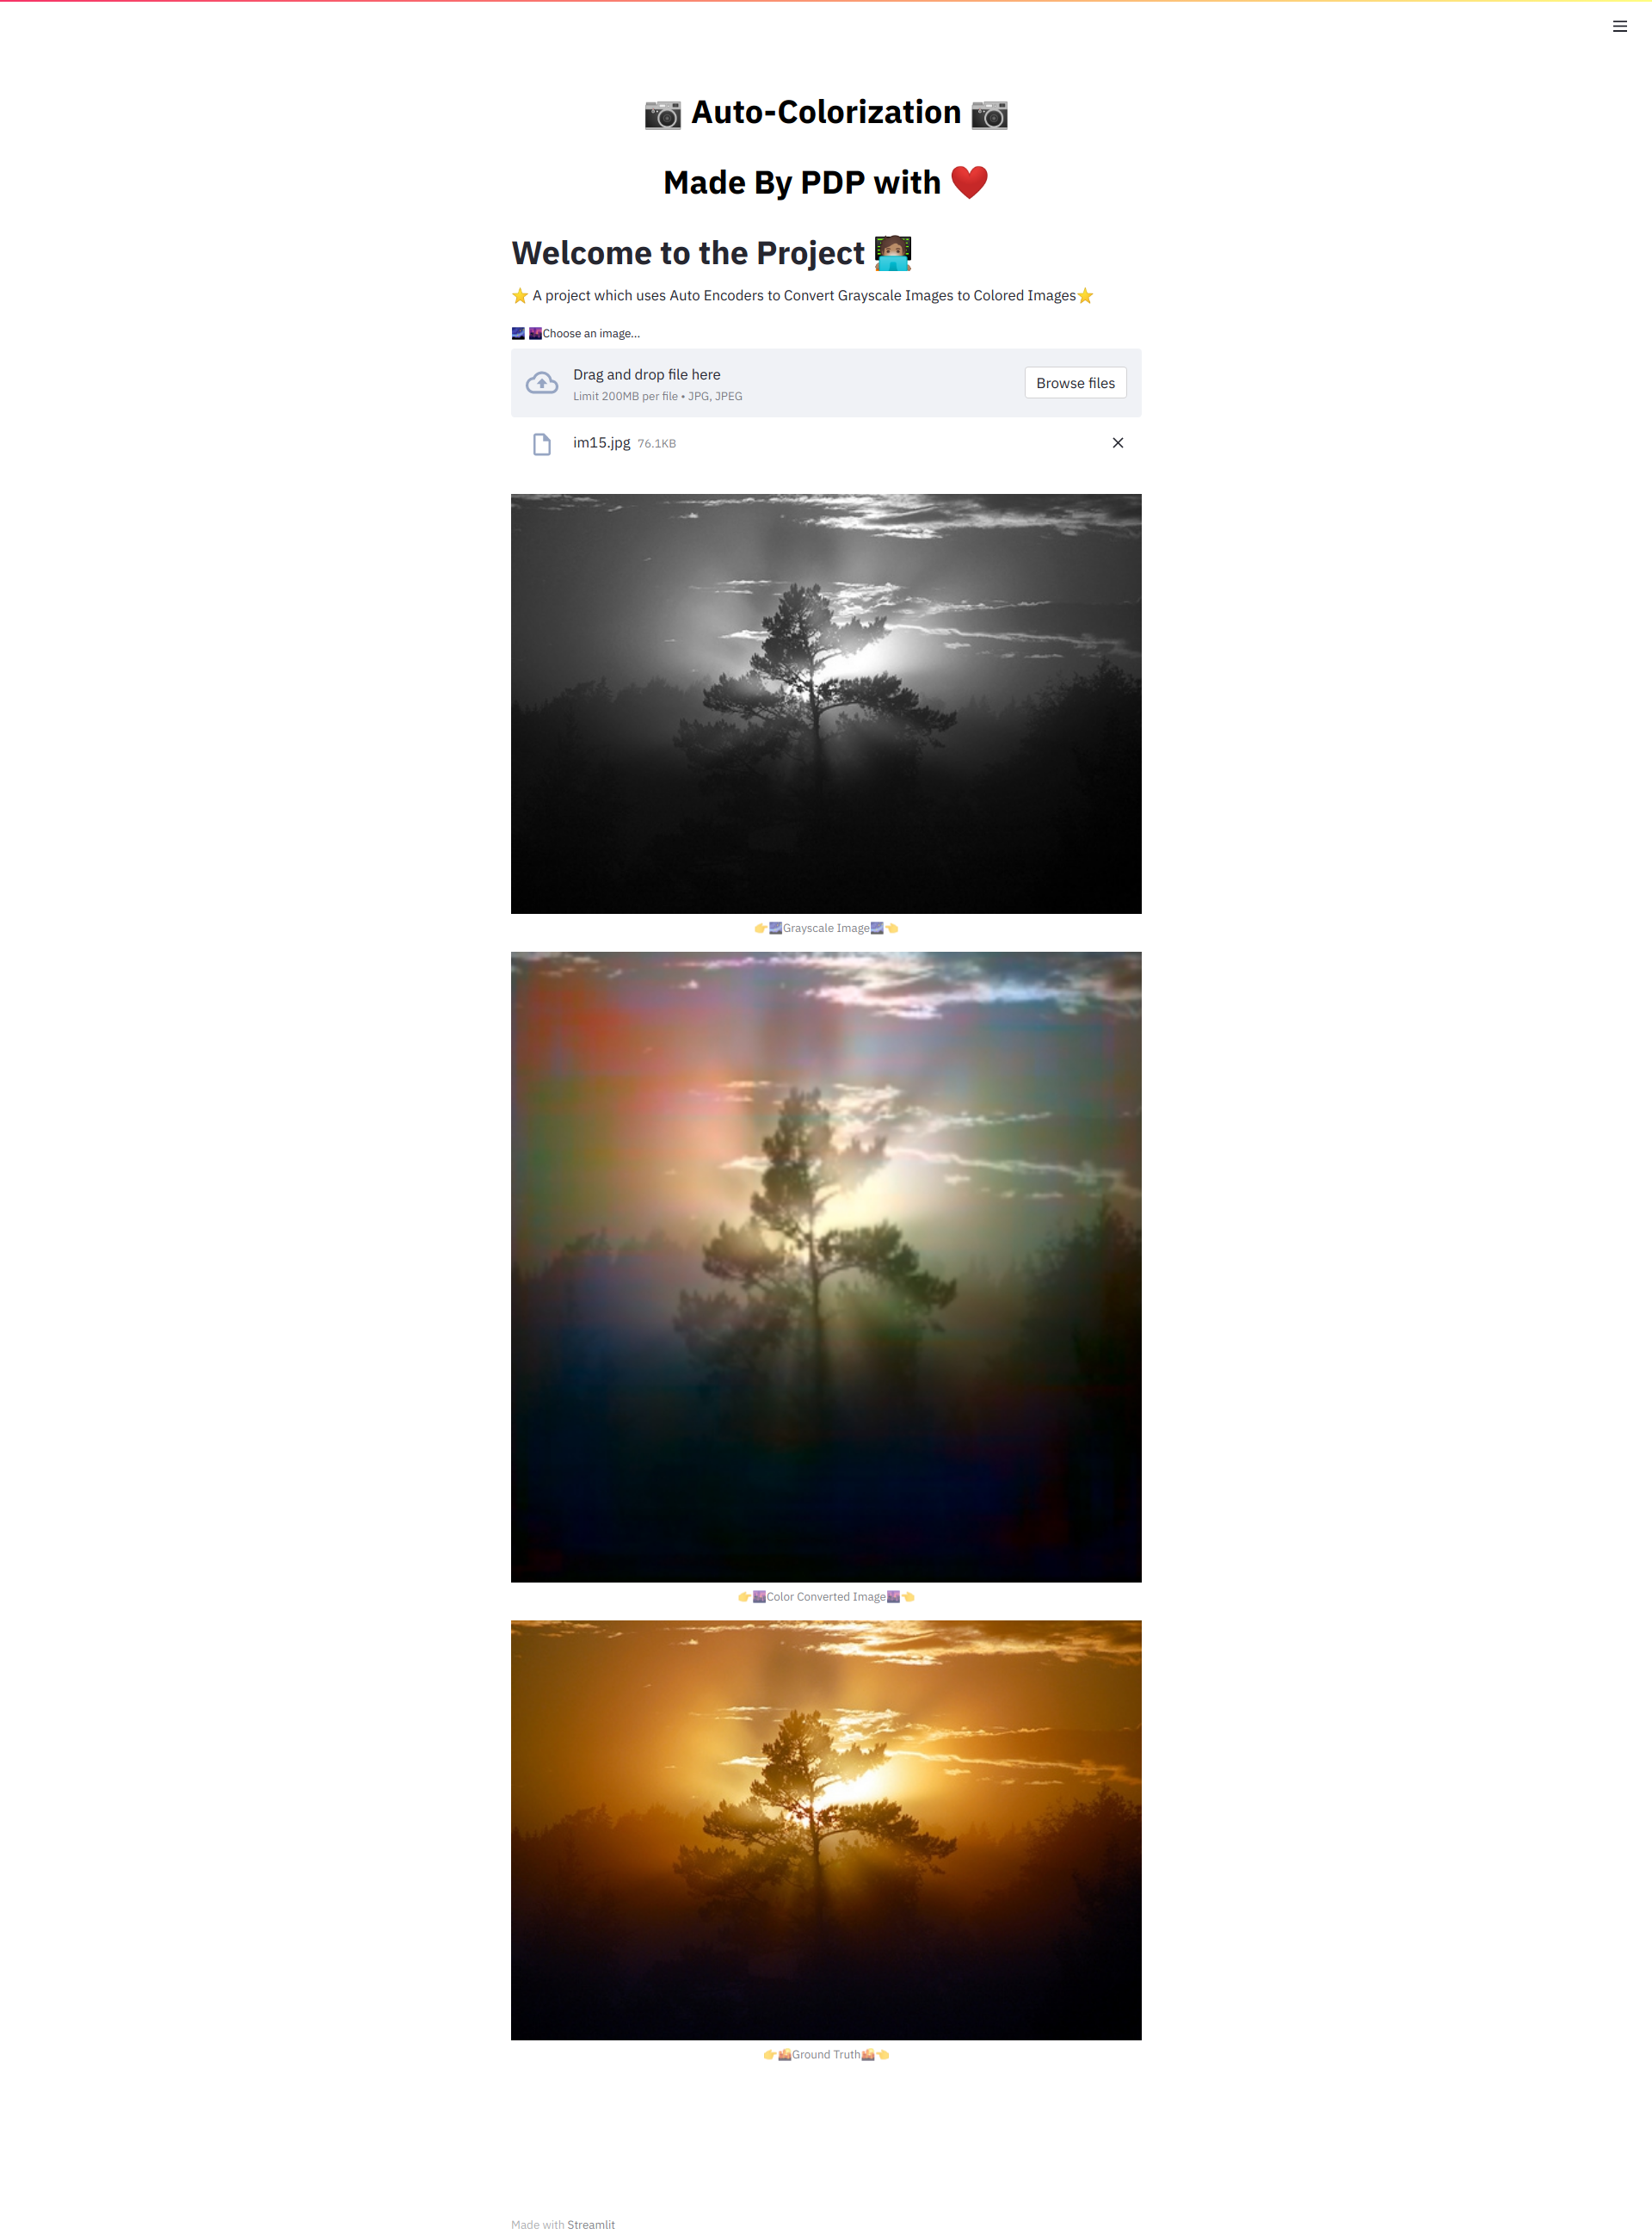 📷 Auto-Colorization 📷
Made By PDP with ❤️
Welcome to the Project 👩🏽‍💻
⭐ A project which uses Auto Encoders to Convert Grayscale Images to Colored Images⭐
🌌 🎆Choose an image...
Drag and drop file here
Limit 200MB per file • JPG, JPEG
Browse files
im15.jpg 76.1KB
👉🌌Grayscale Image🌌👈
👉🎆Color Converted Image🎆👈
👉🌇Ground Truth🌇👈
Made with Streamlit